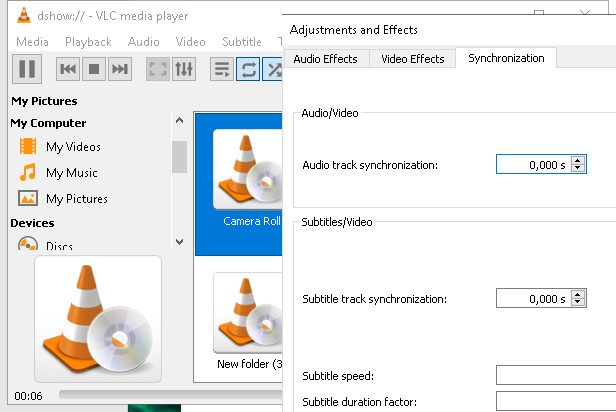 dshow:// - VLC media player
Media Playback Audio Video Subtitle
My Pictures
My Computer
My Videos
My Music
My Pictures
Devices
Discs
Camera Roll
New folder (3
00:06
Adjustments and Effects
Audio Effects Video Effects Synchronization
Audio/Video
Audio track synchronization: 0,000 s
Subtitles/Video
Subtitle track synchronization: 0,000 s
Subtitle speed:
Subtitle duration factor: